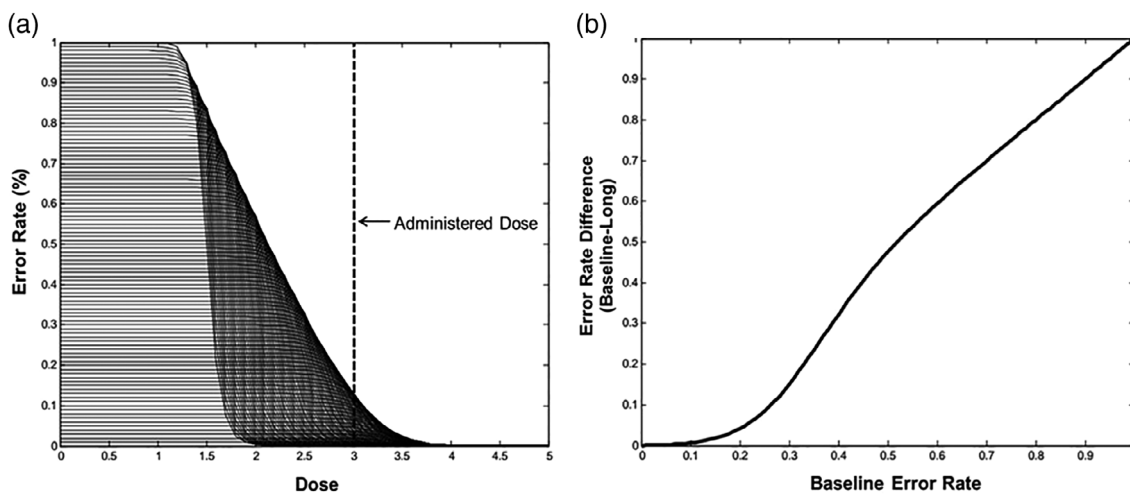 (a)
Error Rate (%)
1
0.9
0.8
0.7
0.6
0.5
0.4
0.3
0.2
0.1
0
0 0.5 1 1.5 2 2.5 3 3.5 4 4.5 5
Dose
Administered Dose
(b)
Error Rate Difference
(Baseline-Long)
1
0.9
0.8
0.7
0.6
0.5
0.4
0.3
0.2
0.1
0
0 0.1 0.2 0.3 0.4 0.5 0.6 0.7 0.8 0.9
Baseline Error Rate